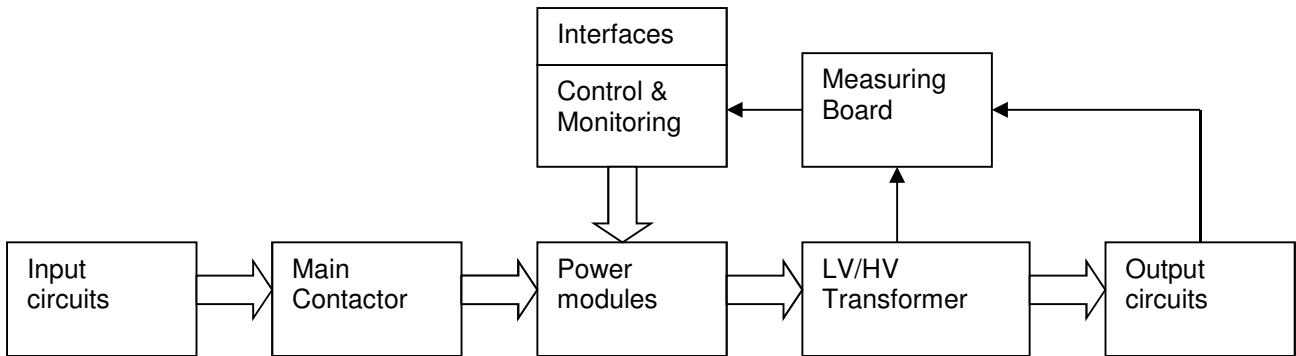 Interfaces
Control &
Monitoring
Measuring
Board
Input
circuits
Main
Contactor
Power
modules
LV/HV
Transformer
Output
circuits